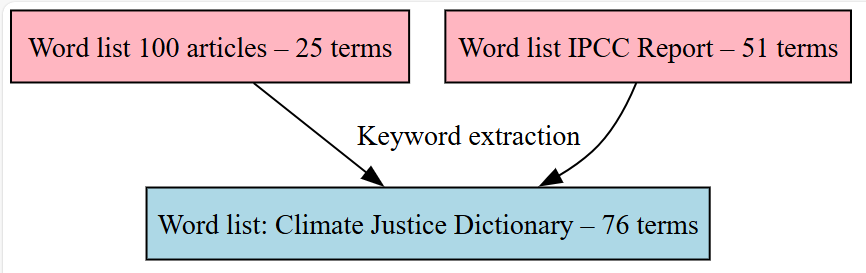 Word list 100 articles – 25 terms
Word list IPCC Report – 51 terms
Keyword extraction
Word list: Climate Justice Dictionary – 76 terms